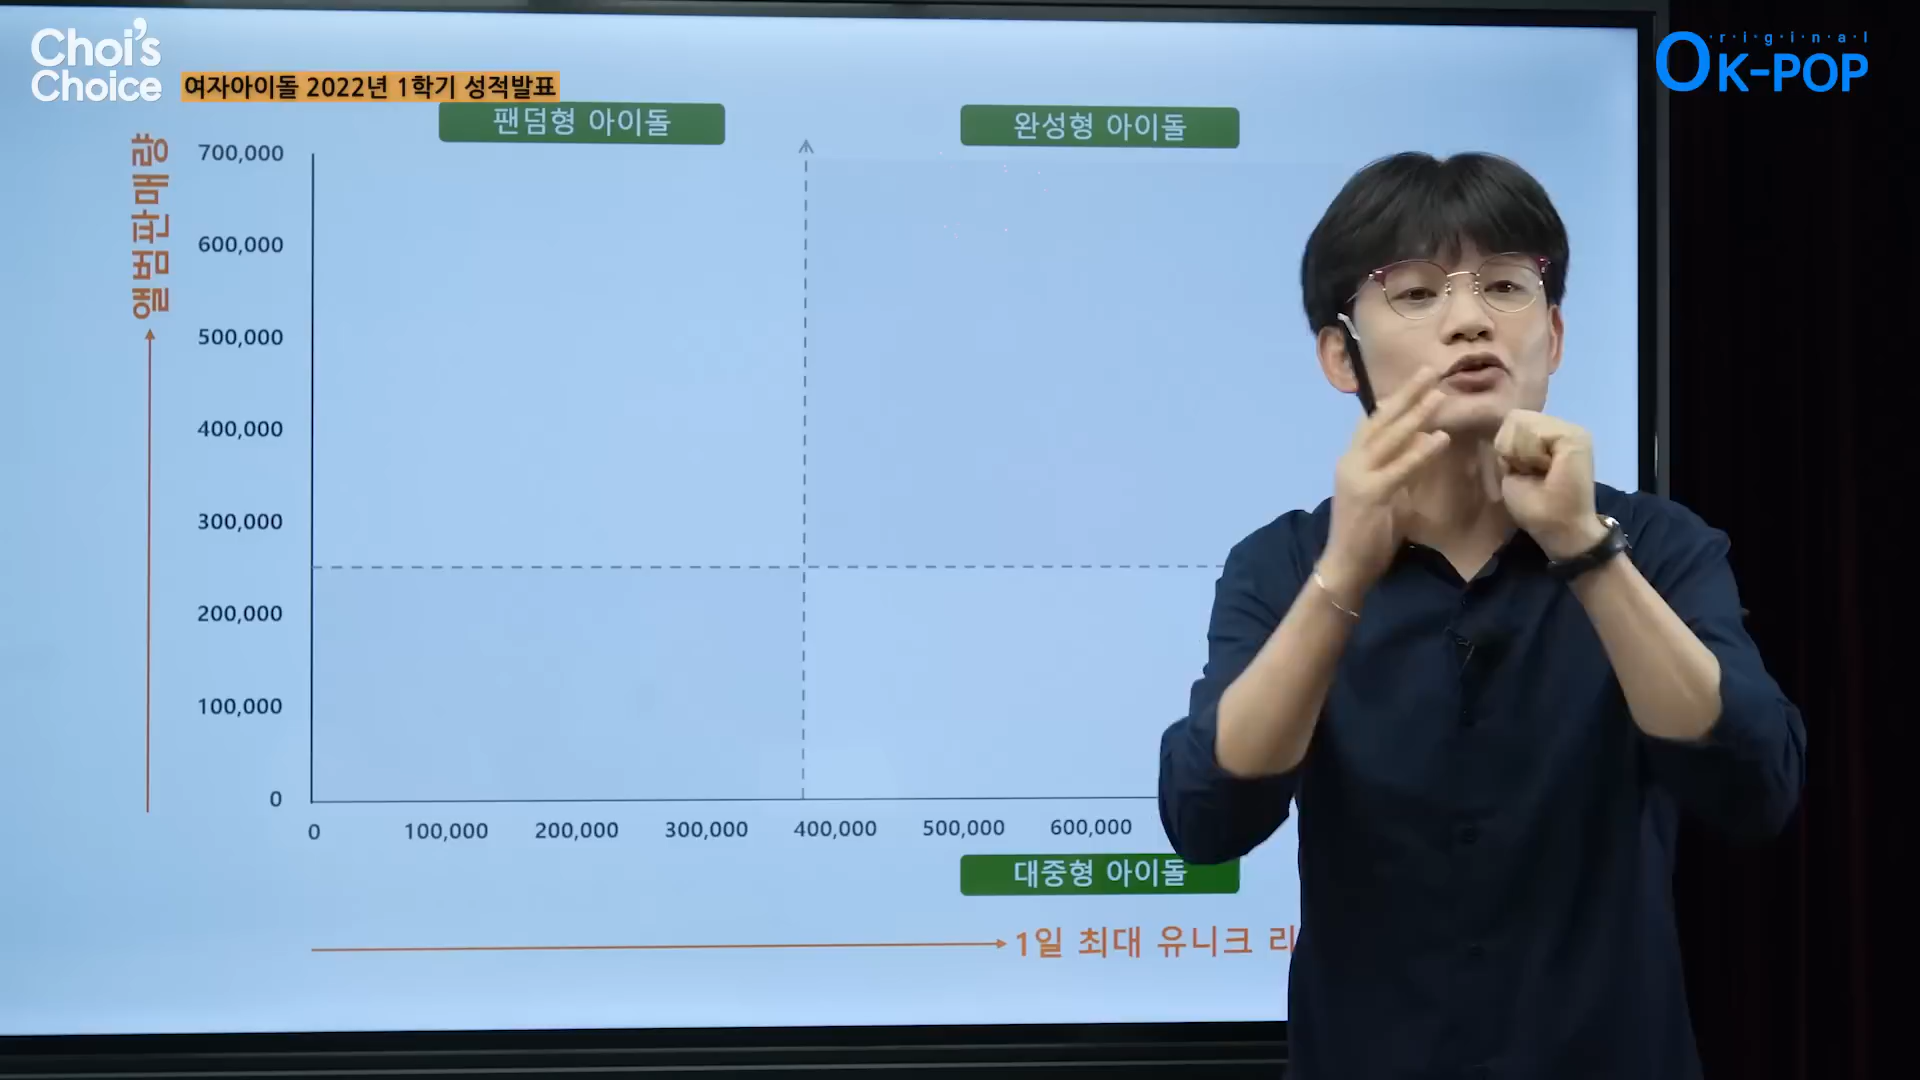 Choi's
Choice
여자아이돌 2022년 1학기 성적발표
Original
OK-POP
팬덤형 아이돌
완성형 아이돌
앨범판매량
700,000
600,000
500,000
400,000
300,000
200,000
100,000
0
0 100,000 200,000 300,000 400,000 500,000 600,000
대중형 아이돌
1일 최대 유니크 리